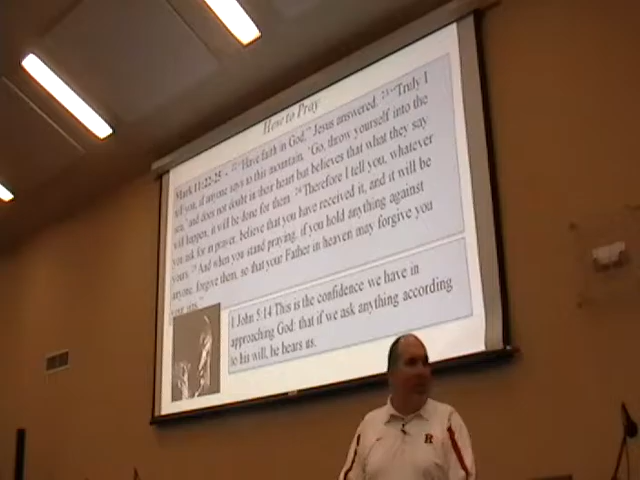 How to Pray
Mark 11:22-25 - 22 "Have faith in God," Jesus answered. 23 "Truly I
tell you, if anyone says to this mountain, 'Go, throw yourself into the
sea,' and does not doubt in their heart but believes that what they say
will happen, it will be done for them. 24 Therefore I tell you, whatever
you ask for in prayer, believe that you have received it, and it will be
yours. 25 And when you stand praying, if you hold anything against
anyone, forgive them, so that your Father in heaven may forgive you
your sins."
1 John 5:14 This is the confidence we have in
approaching God: that if we ask anything according
to his will, he hears us.
R